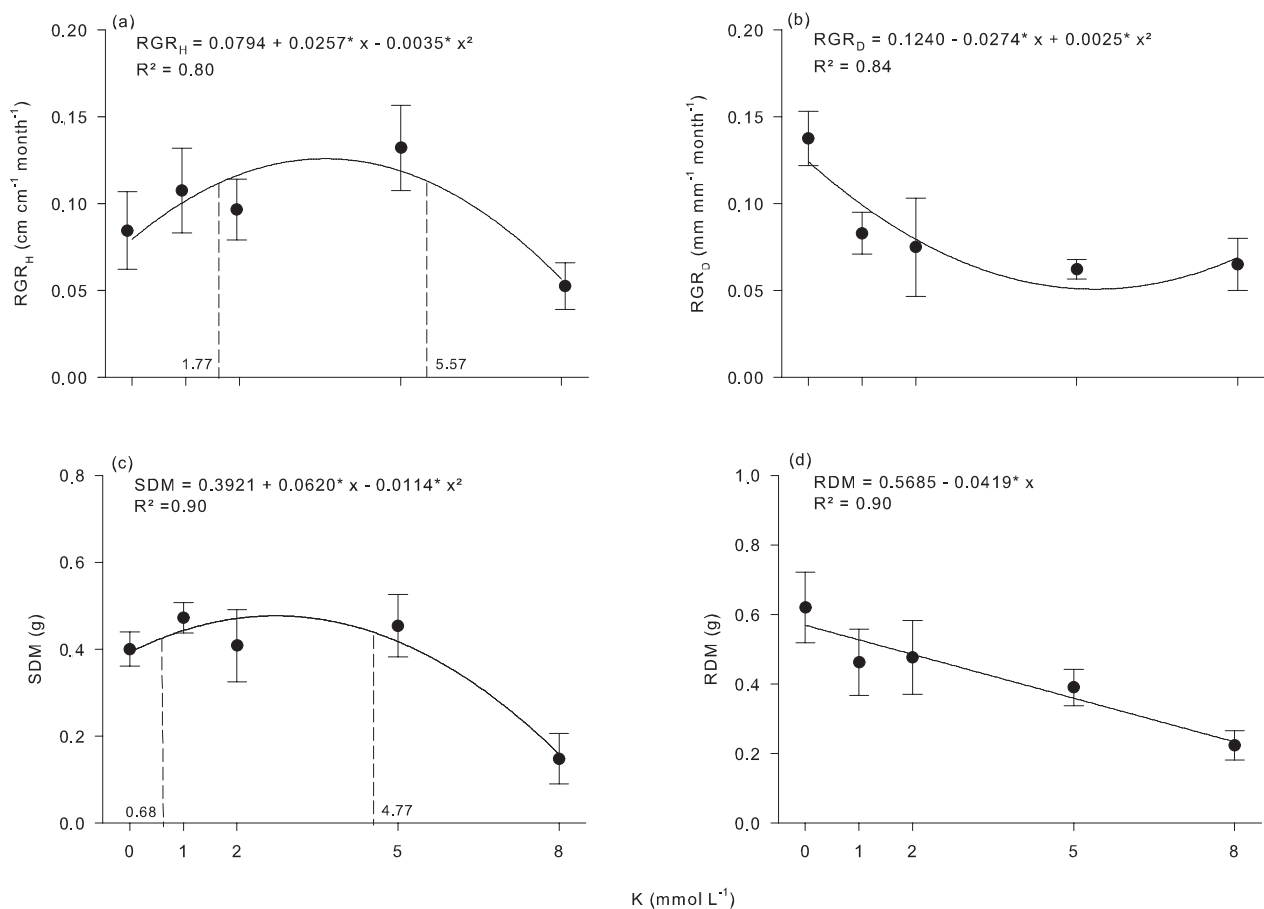 (a)
RGR_H = 0.0794 + 0.0257* x - 0.0035* x²
R² = 0.80
0.20
0.15
0.10
0.05
0.00
RGR_H (cm cm⁻¹ month⁻¹)
1.77
5.57
(b)
RGR_D = 0.1240 - 0.0274* x + 0.0025* x²
R² = 0.84
0.20
0.15
0.10
0.05
0.00
RGR_D (mm mm⁻¹ month⁻¹)
(c)
SDM = 0.3921 + 0.0620* x - 0.0114* x²
R² =0.90
0.8
0.6
0.4
0.2
0.0
SDM (g)
0.68
4.77
0 1 2 5 8
(d)
RDM = 0.5685 - 0.0419* x
R² = 0.90
1.0
0.8
0.6
0.4
0.2
0.0
RDM (g)
0 1 2 5 8
K (mmol L⁻¹)